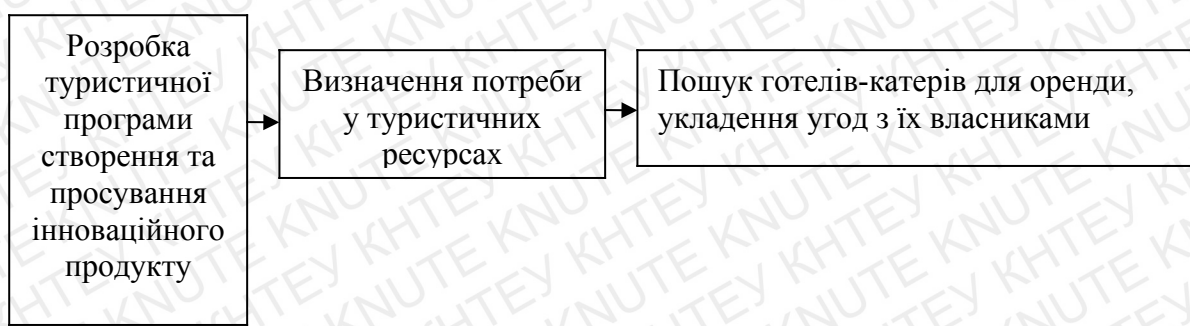 Розробка
туристичної
програми
створення та
просування
інноваційного
продукту
Визначення потреби
у туристичних
ресурсах
Пошук готелів-катерів для оренди,
укладення угод з їх власниками